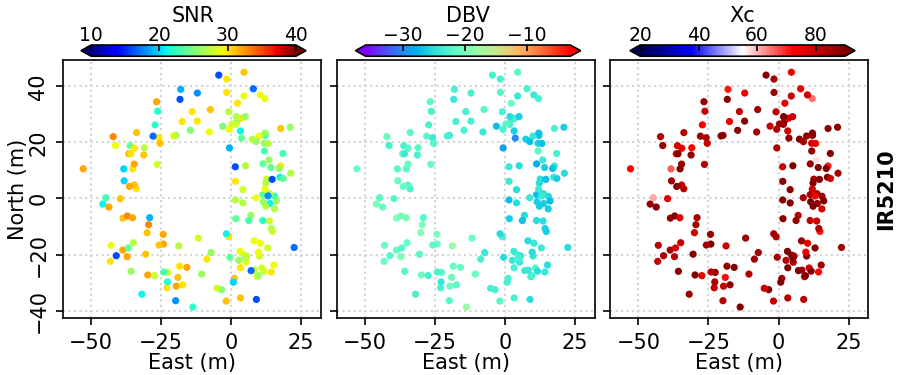 SNR DBV Xc
10 20 30 40 −30 −20 −10 20 40 60 80
North (m)
40
20
0
−20
−40
IR5210
−50 −25 0 25 −50 −25 0 25 −50 −25 0 25
East (m) East (m) East (m)